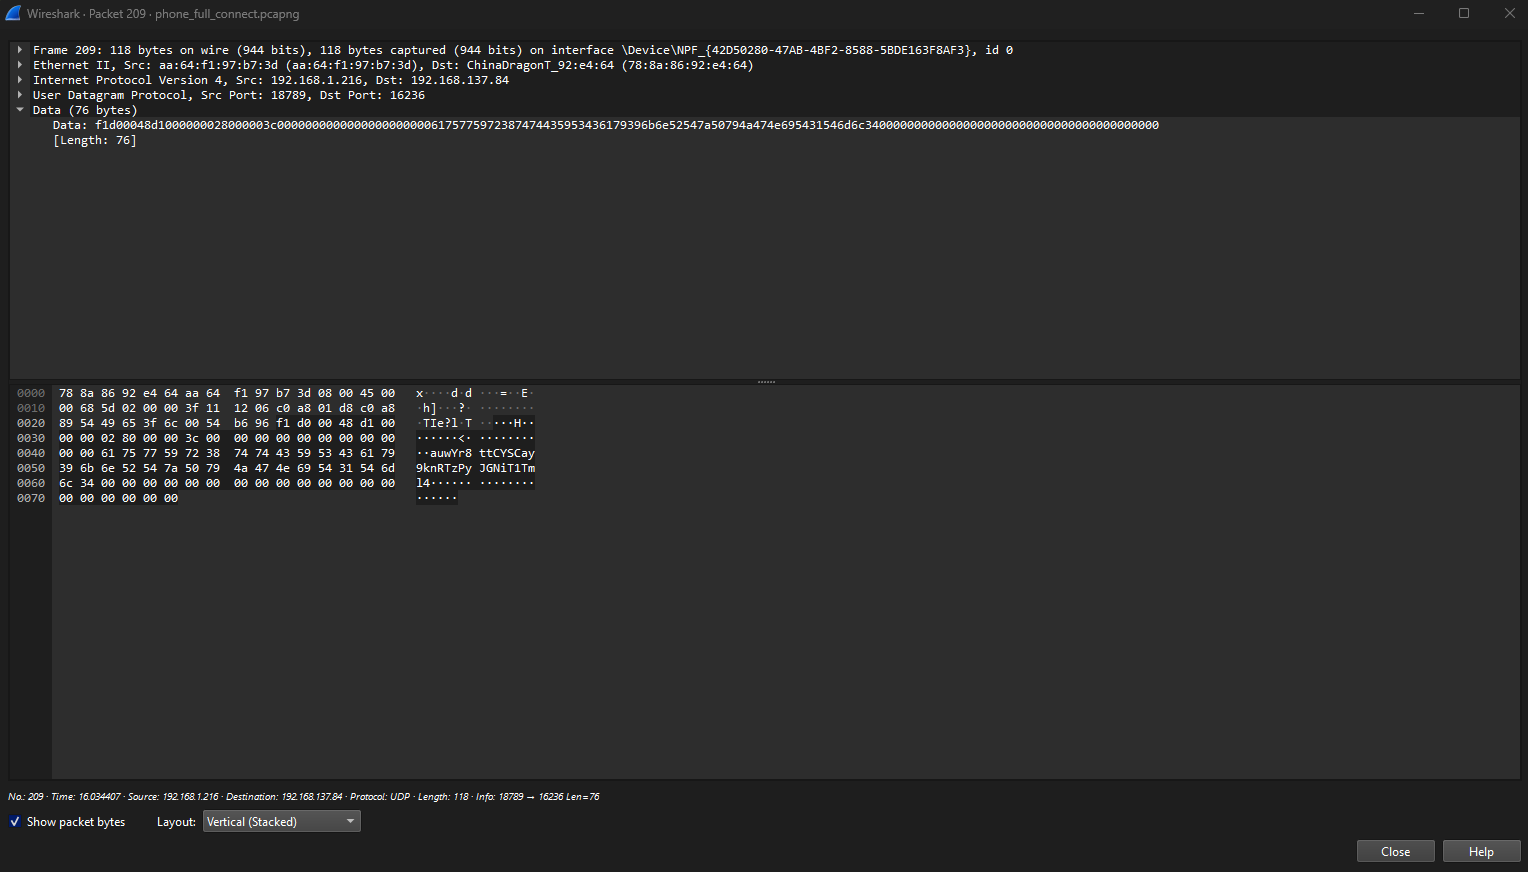 Wireshark · Packet 209 · phone_full_connect.pcapng
Frame 209: 118 bytes on wire (944 bits), 118 bytes captured (944 bits) on interface \Device\NPF_{42D50280-47AB-4BF2-8588-5BDE163F8AF3}, id 0
Ethernet II, Src: aa:64:f1:97:b7:3d (aa:64:f1:97:b7:3d), Dst: ChinaDragonT_92:e4:64 (78:8a:86:92:e4:64)
Internet Protocol Version 4, Src: 192.168.1.216, Dst: 192.168.137.84
User Datagram Protocol, Src Port: 18789, Dst Port: 16236
Data (76 bytes)
Data: f1d00048d1000000028000003c00000000000000000000006175775972387474435953436179396b6e52547a50794a474e695431546d6c340000000000000000000000000000000000000000
[Length: 76]
0000 78 8a 86 92 e4 64 aa 64 f1 97 b7 3d 08 00 45 00 x····d·d ···=··E·
0010 00 68 5d 02 00 00 3f 11 12 06 c0 a8 01 d8 c0 a8 ·h]···?· ········
0020 89 54 49 65 3f 6c 00 54 b6 96 f1 d0 00 48 d1 00 ·TIe?l·T ·····H··
0030 00 00 02 80 00 00 3c 00 00 00 00 00 00 00 00 00 ······<· ········
0040 00 00 61 75 77 59 72 38 74 74 43 59 53 43 61 79 ··auwYr8 ttCYSCay
0050 39 6b 6e 52 54 7a 50 79 4a 47 4e 69 54 31 54 6d 9knRTzPy JGNiT1Tm
0060 6c 34 00 00 00 00 00 00 00 00 00 00 00 00 00 00 l4······ ········
0070 00 00 00 00 00 00 ······
No.: 209 · Time: 16.034407 · Source: 192.168.1.216 · Destination: 192.168.137.84 · Protocol: UDP · Length: 118 · Info: 18789 → 16236 Len=76
Show packet bytes Layout: Vertical (Stacked)
Close Help